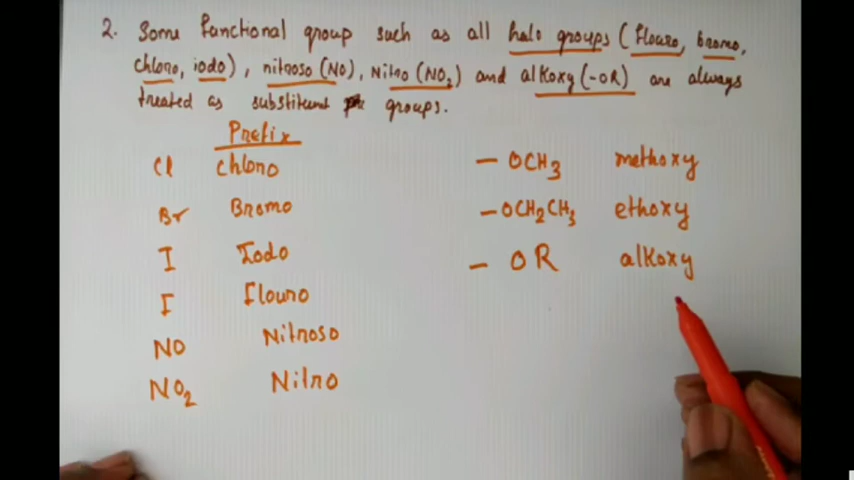 2. Some functional group such as all halo groups (flouro, bromo,
chloro, iodo), nitroso (NO), Nitro (NO2) and alkoxy (-OR) are always
treated as substituent groups.
Prefix
Cl Chloro
Br Bromo
I Iodo
F Flouro
NO Nitroso
NO2 Nitro
- OCH3 methoxy
- OCH2CH3 ethoxy
- OR alkoxy